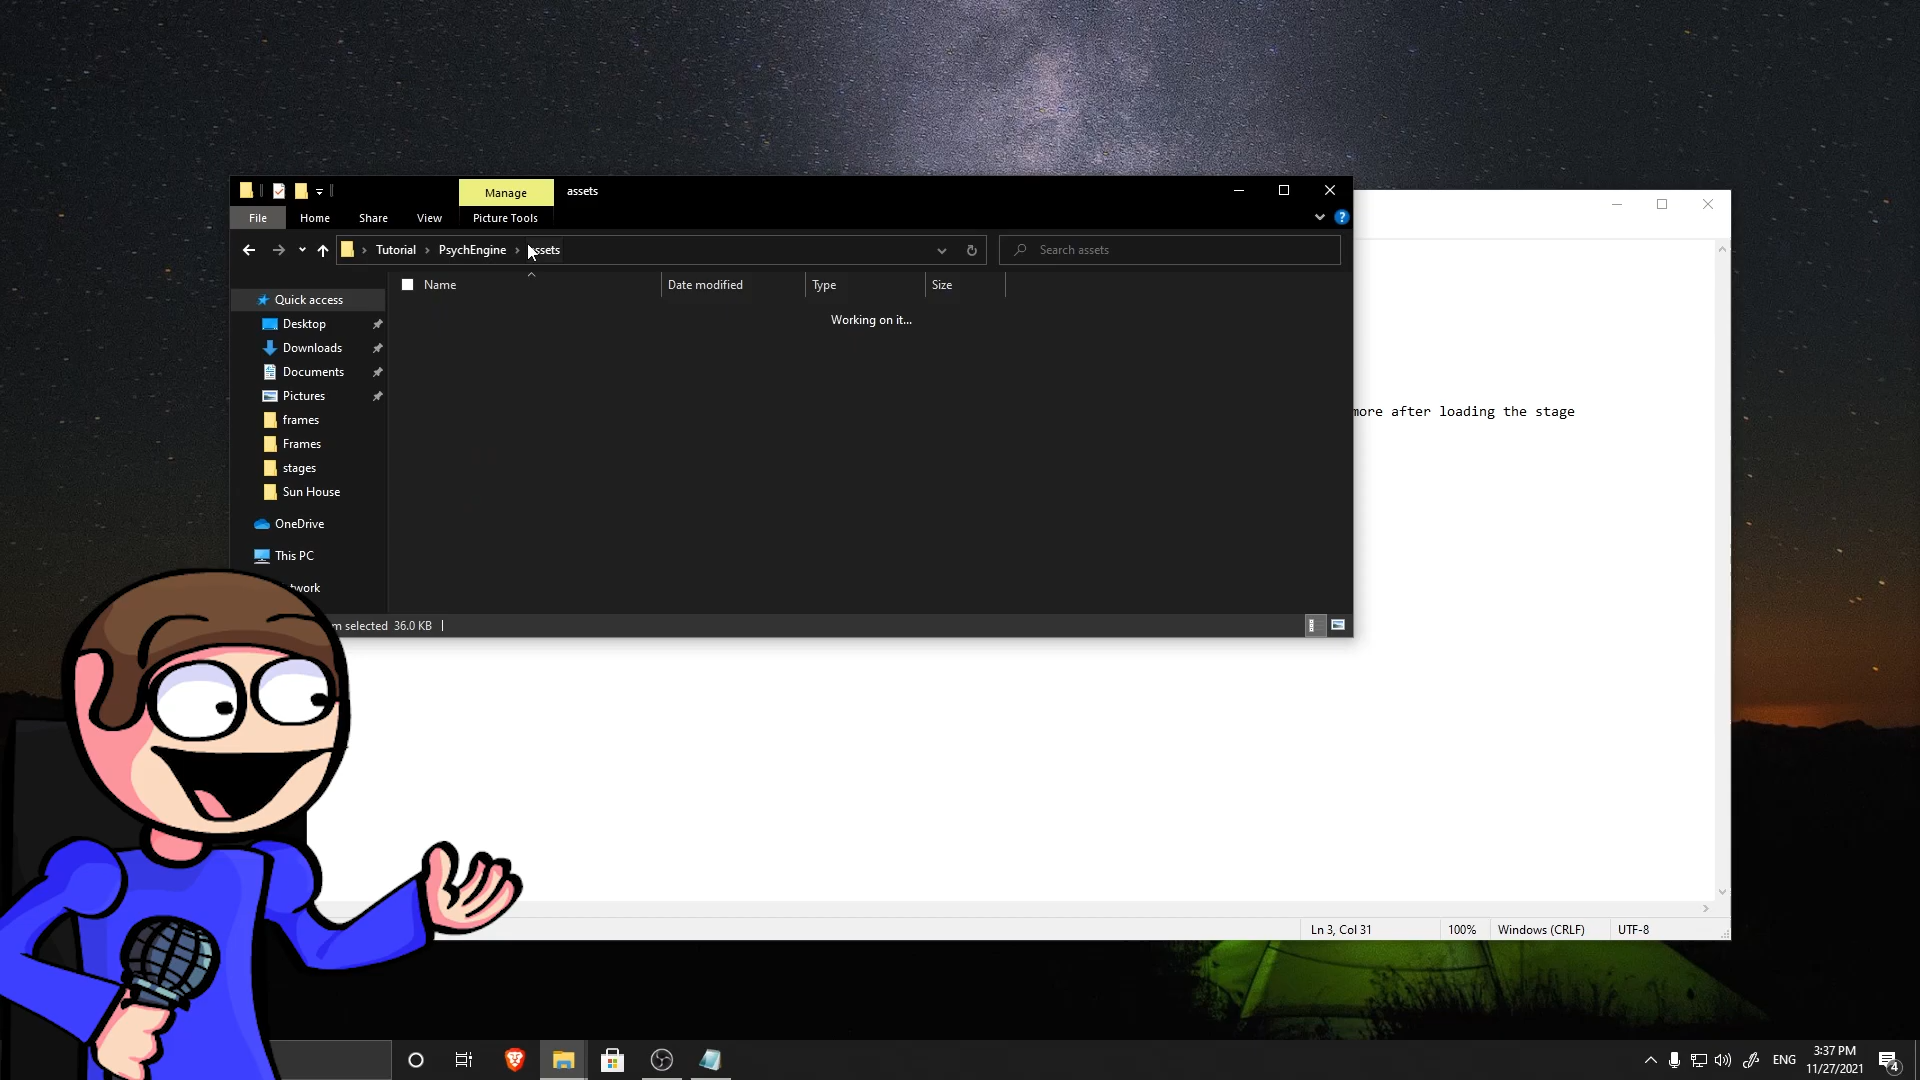 Manage
assets
File
Home
Share
View
Picture Tools
Tutorial
PsychEngine
assets
Search assets
Name
Date modified
Type
Size
Working on it...
Quick access
Desktop
Downloads
Documents
Pictures
frames
Frames
stages
Sun House
OneDrive
This PC
selected 36.0 KB
more after loading the stage
Ln 3, Col 31
100%
Windows (CRLF)
UTF-8
ENG
3:37 PM
11/27/2021
4